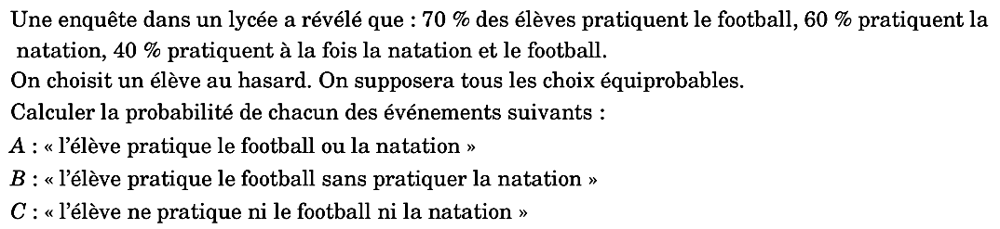 Une enquête dans un lycée a révélé que : 70 % des élèves pratiquent le football, 60 % pratiquent la
natation, 40 % pratiquent à la fois la natation et le football.
On choisit un élève au hasard. On supposera tous les choix équiprobables.
Calculer la probabilité de chacun des événements suivants :
A : « l’élève pratique le football ou la natation »
B : « l’élève pratique le football sans pratiquer la natation »
C : « l’élève ne pratique ni le football ni la natation »